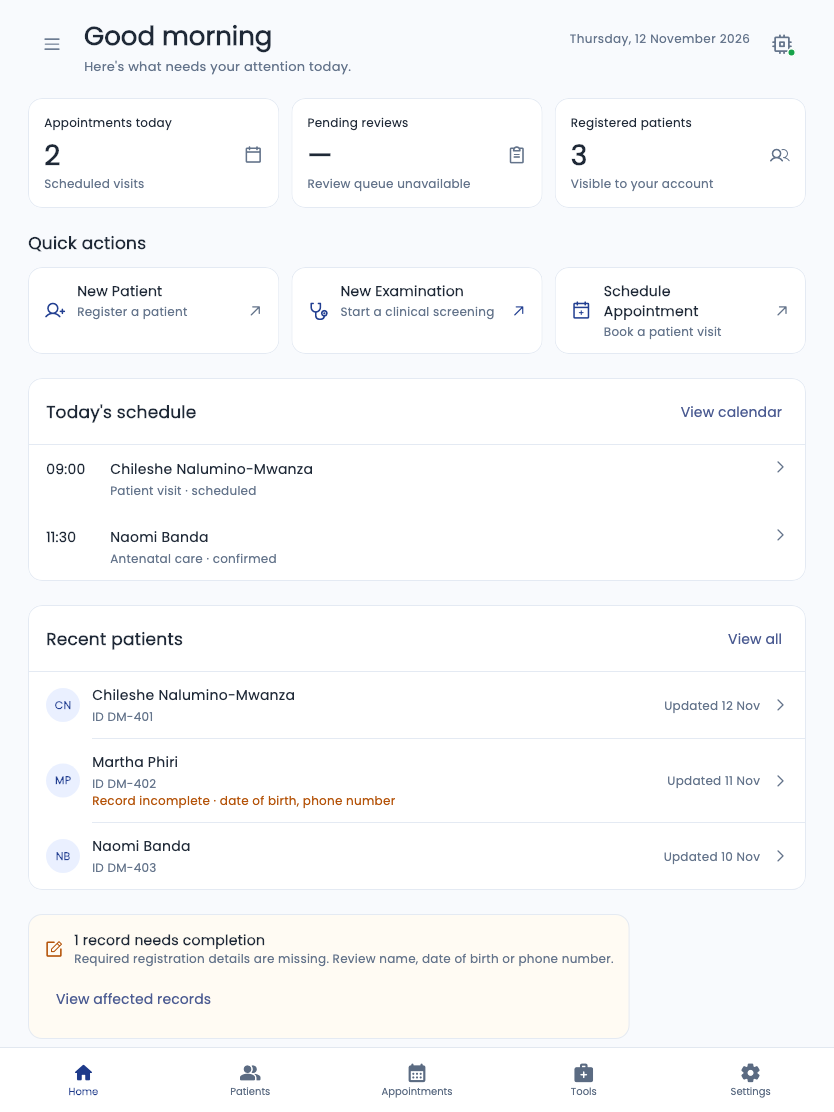 Good morning
Here's what needs your attention today.
Thursday, 12 November 2026
Appointments today
2
Scheduled visits
Pending reviews
—
Review queue unavailable
Registered patients
3
Visible to your account
Quick actions
New Patient
Register a patient
New Examination
Start a clinical screening
Schedule
Appointment
Book a patient visit
Today's schedule
View calendar
09:00
Chileshe Nalumino-Mwanza
Patient visit · scheduled
11:30
Naomi Banda
Antenatal care · confirmed
Recent patients
View all
CN
Chileshe Nalumino-Mwanza
ID DM-401
Updated 12 Nov
MP
Martha Phiri
ID DM-402
Record incomplete · date of birth, phone number
Updated 11 Nov
NB
Naomi Banda
ID DM-403
Updated 10 Nov
1 record needs completion
Required registration details are missing. Review name, date of birth or phone number.
View affected records
Home
Patients
Appointments
Tools
Settings